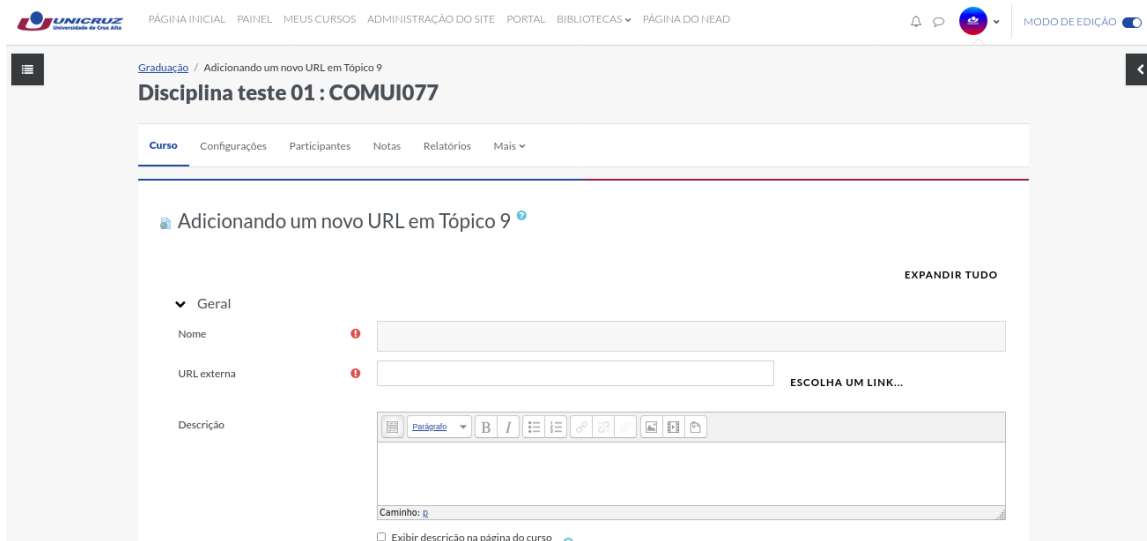 UNICRUZ
Universidade de Cruz Alta
PÁGINA INICIAL PAINEL MEUS CURSOS ADMINISTRAÇÃO DO SITE PORTAL BIBLIOTECAS PÁGINA DO NEAD
MODO DE EDIÇÃO
Graduação / Adicionando um novo URL em Tópico 9
Disciplina teste 01 : COMUI077
Curso Configurações Participantes Notas Relatórios Mais
Adicionando um novo URL em Tópico 9
EXPANDIR TUDO
Geral
Nome
URL externa
ESCOLHA UM LINK...
Descrição
Parágrafo B I
Caminho: p
Exibir descrição na página do curso